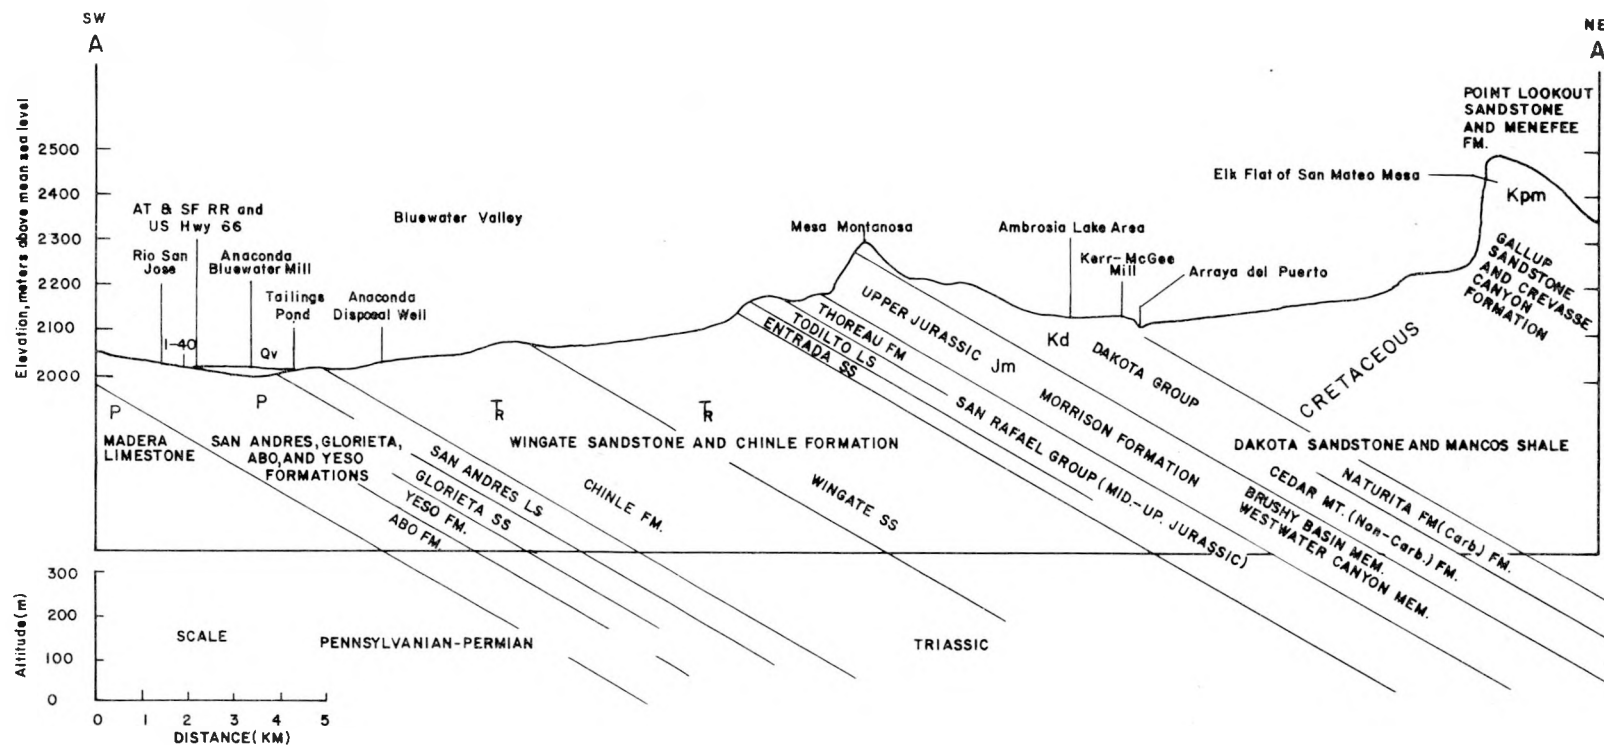 SW
A
NE
A
POINT LOOKOUT
SANDSTONE
AND MENEFEE
FM.
Elevation, meters above mean sea level
2500
2400
2300
2200
2100
2000
Elk Flat of San Mateo Mesa
Kpm
AT & SF RR and
US Hwy 66
Bluewater Valley
Mesa Montanosa
Ambrosia Lake Area
Kerr-McGee
Mill
Arraya del Puerto
Rio San
Jose
Anaconda
Bluewater Mill
Tailings
Pond
Anaconda
Disposal Well
I-40
Qv
GALLUP
SANDSTONE
AND CREVASSE
CANYON
FORMATION
UPPER JURASSIC
THOREAU FM
TODILTO LS
ENTRADA SS
Jm
Kd
DAKOTA GROUP
CRETACEOUS
P
P
TR
TR
MADERA
LIMESTONE
SAN ANDRES, GLORIETA,
ABO, AND YESO
FORMATIONS
WINGATE SANDSTONE AND CHINLE FORMATION
DAKOTA SANDSTONE AND MANCOS SHALE
SAN ANDRES LS
GLORIETA SS
YESO FM.
ABO FM.
CHINLE FM.
WINGATE SS
SAN RAFAEL GROUP (MID.-UP. JURASSIC)
MORRISON FORMATION
BRUSHY BASIN MEM.
WESTWATER CANYON MEM.
CEDAR MT. (Non-Carb.) FM.
NATURITA FM(Carb) FM.
Altitude (m)
300
200
100
0
SCALE
PENNSYLVANIAN-PERMIAN
TRIASSIC
0 1 2 3 4 5
DISTANCE (KM)